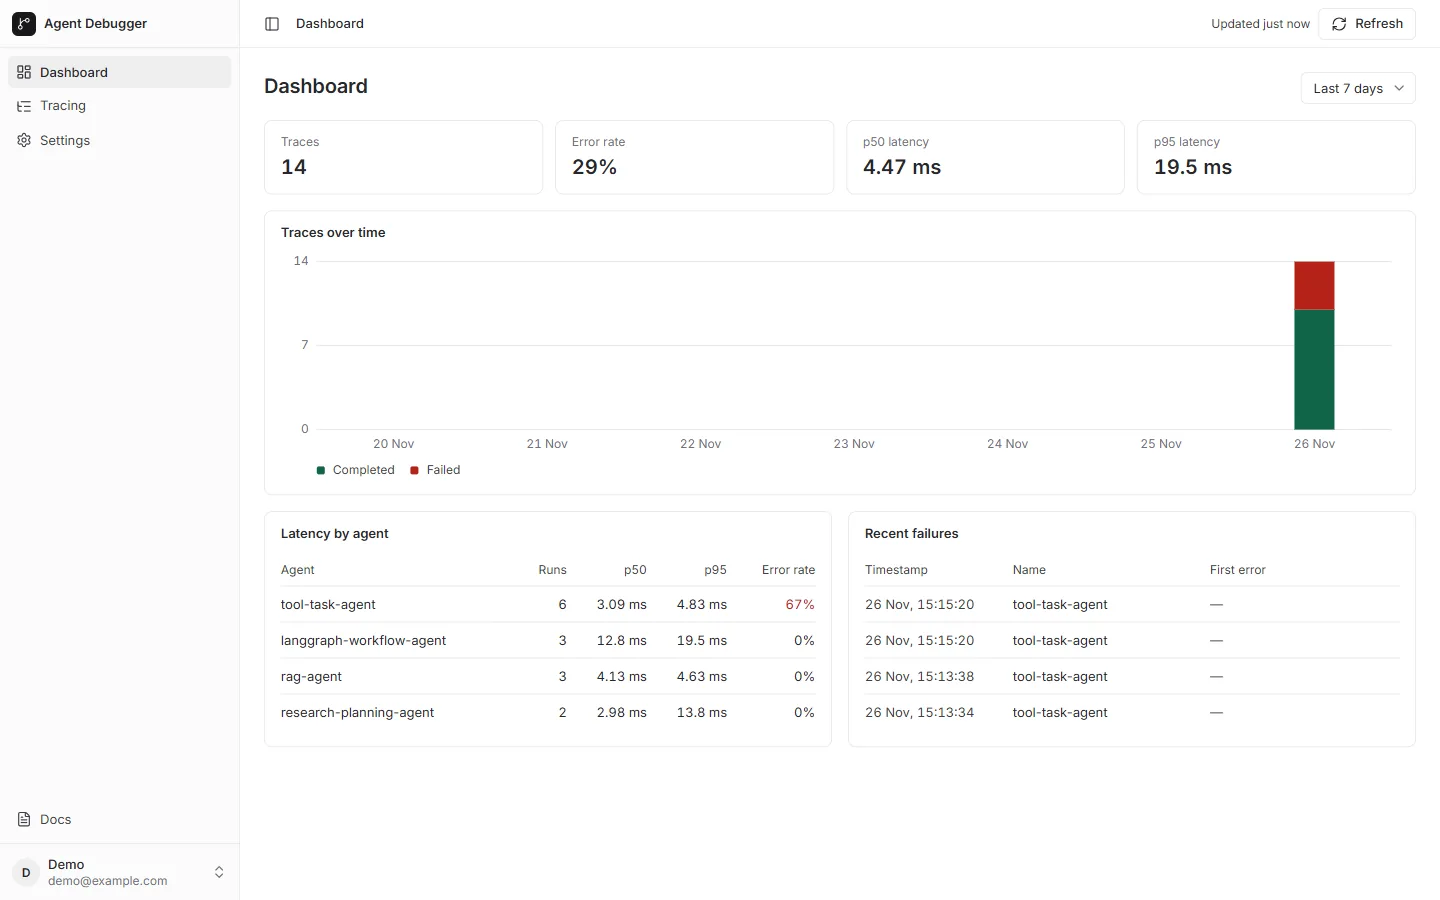 Agent Debugger
Dashboard
Updated just now
Refresh
Dashboard
Tracing
Settings
Dashboard
Last 7 days
Traces
14
Error rate
29%
p50 latency
4.47 ms
p95 latency
19.5 ms
Traces over time
14
7
0
20 Nov 21 Nov 22 Nov 23 Nov 24 Nov 25 Nov 26 Nov
Completed Failed
Latency by agent
Agent Runs p50 p95 Error rate
tool-task-agent 6 3.09 ms 4.83 ms 67%
langgraph-workflow-agent 3 12.8 ms 19.5 ms 0%
rag-agent 3 4.13 ms 4.63 ms 0%
research-planning-agent 2 2.98 ms 13.8 ms 0%
Recent failures
Timestamp Name First error
26 Nov, 15:15:20 tool-task-agent —
26 Nov, 15:15:20 tool-task-agent —
26 Nov, 15:13:38 tool-task-agent —
26 Nov, 15:13:34 tool-task-agent —
Docs
D
Demo
demo@example.com